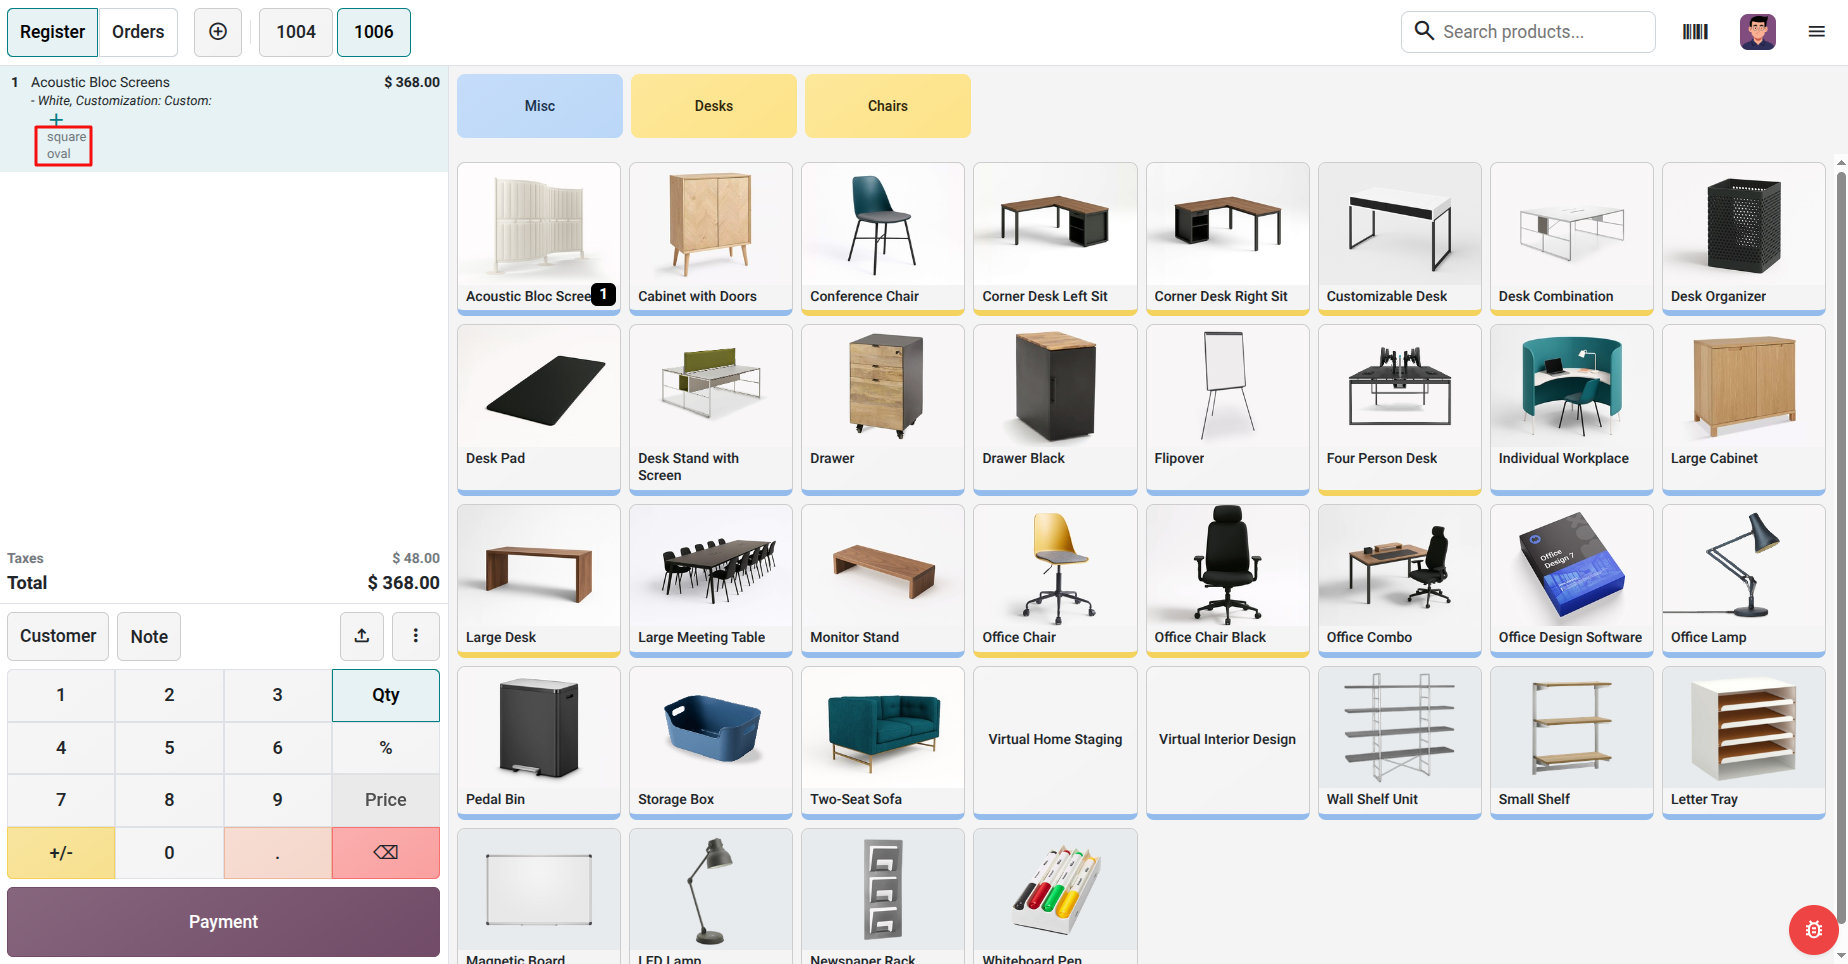 Register
Orders
1004
1006
Search products...
1 Acoustic Bloc Screens $ 368.00
- White, Customization: Custom:
square
oval
Misc
Desks
Chairs
Acoustic Bloc Scree
1
Cabinet with Doors
Conference Chair
Corner Desk Left Sit
Corner Desk Right Sit
Customizable Desk
Desk Combination
Desk Organizer
Desk Pad
Desk Stand with
Screen
Drawer
Drawer Black
Flipover
Four Person Desk
Individual Workplace
Large Cabinet
Office
Design 7
Large Desk
Large Meeting Table
Monitor Stand
Office Chair
Office Chair Black
Office Combo
Office Design Software
Office Lamp
Pedal Bin
Storage Box
Two-Seat Sofa
Virtual Home Staging
Virtual Interior Design
Wall Shelf Unit
Small Shelf
Letter Tray
Magnetic Board
LED Lamp
Newspaper Rack
Whiteboard Pen
Taxes $ 48.00
Total $ 368.00
Customer
Note
1 2 3 Qty
4 5 6 %
7 8 9 Price
+/- 0 .
Payment